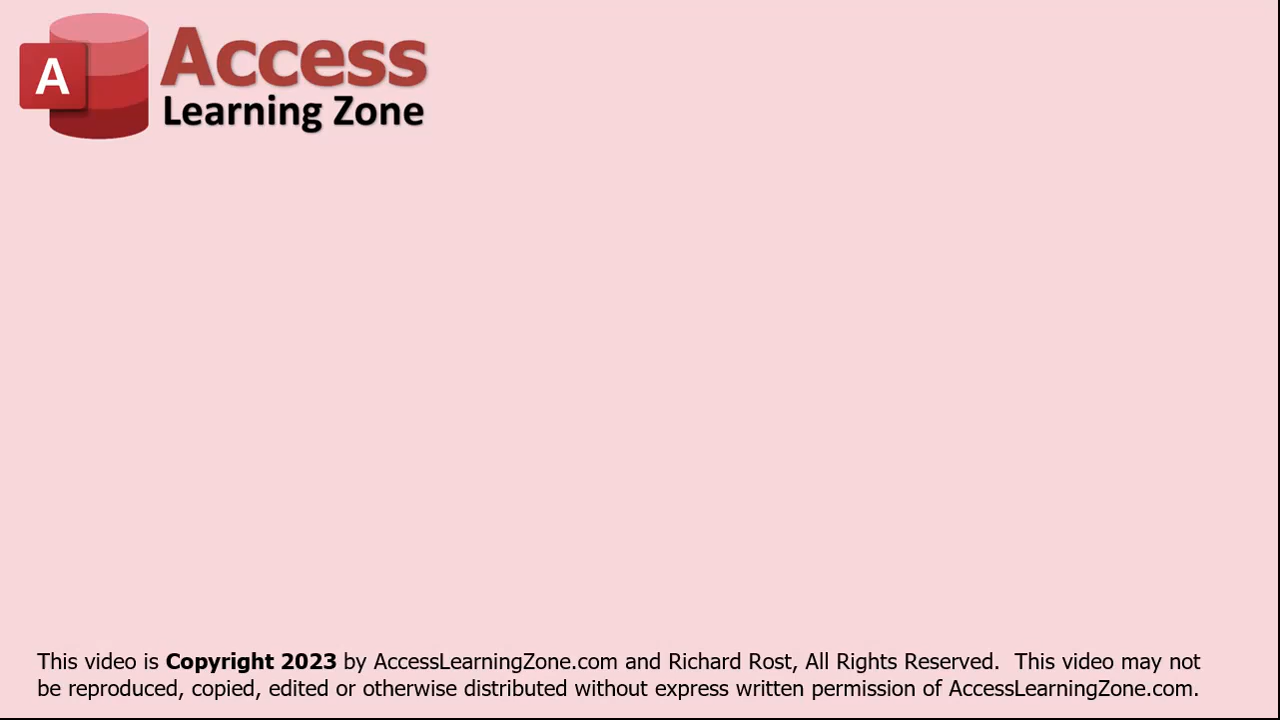 A
Access
Learning Zone
This video is Copyright 2023 by AccessLearningZone.com and Richard Rost, All Rights Reserved.  This video may not
be reproduced, copied, edited or otherwise distributed without express written permission of AccessLearningZone.com.